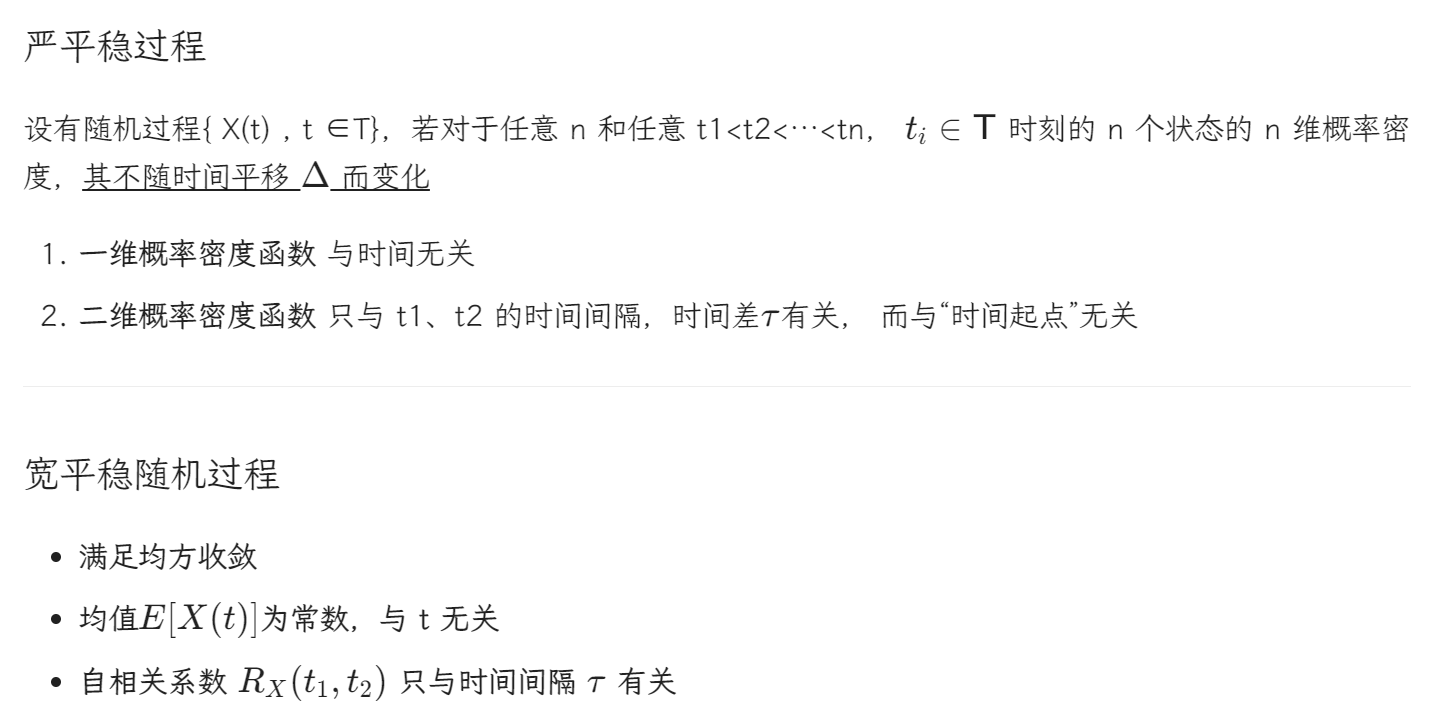 严平稳过程
设有随机过程{ X(t) , t ∈T}，若对于任意 n 和任意 t1<t2<⋯<tn， $t_i \in \mathbf{T}$ 时刻的 n 个状态的 n 维概率密
度，其不随时间平移 Δ 而变化
1. 一维概率密度函数 与时间无关
2. 二维概率密度函数 只与 t1、t2 的时间间隔，时间差τ有关， 而与“时间起点”无关
宽平稳随机过程
• 满足均方收敛
• 均值$E[X(t)]$为常数，与 t 无关
• 自相关系数 $R_X(t_1, t_2)$ 只与时间间隔 τ 有关